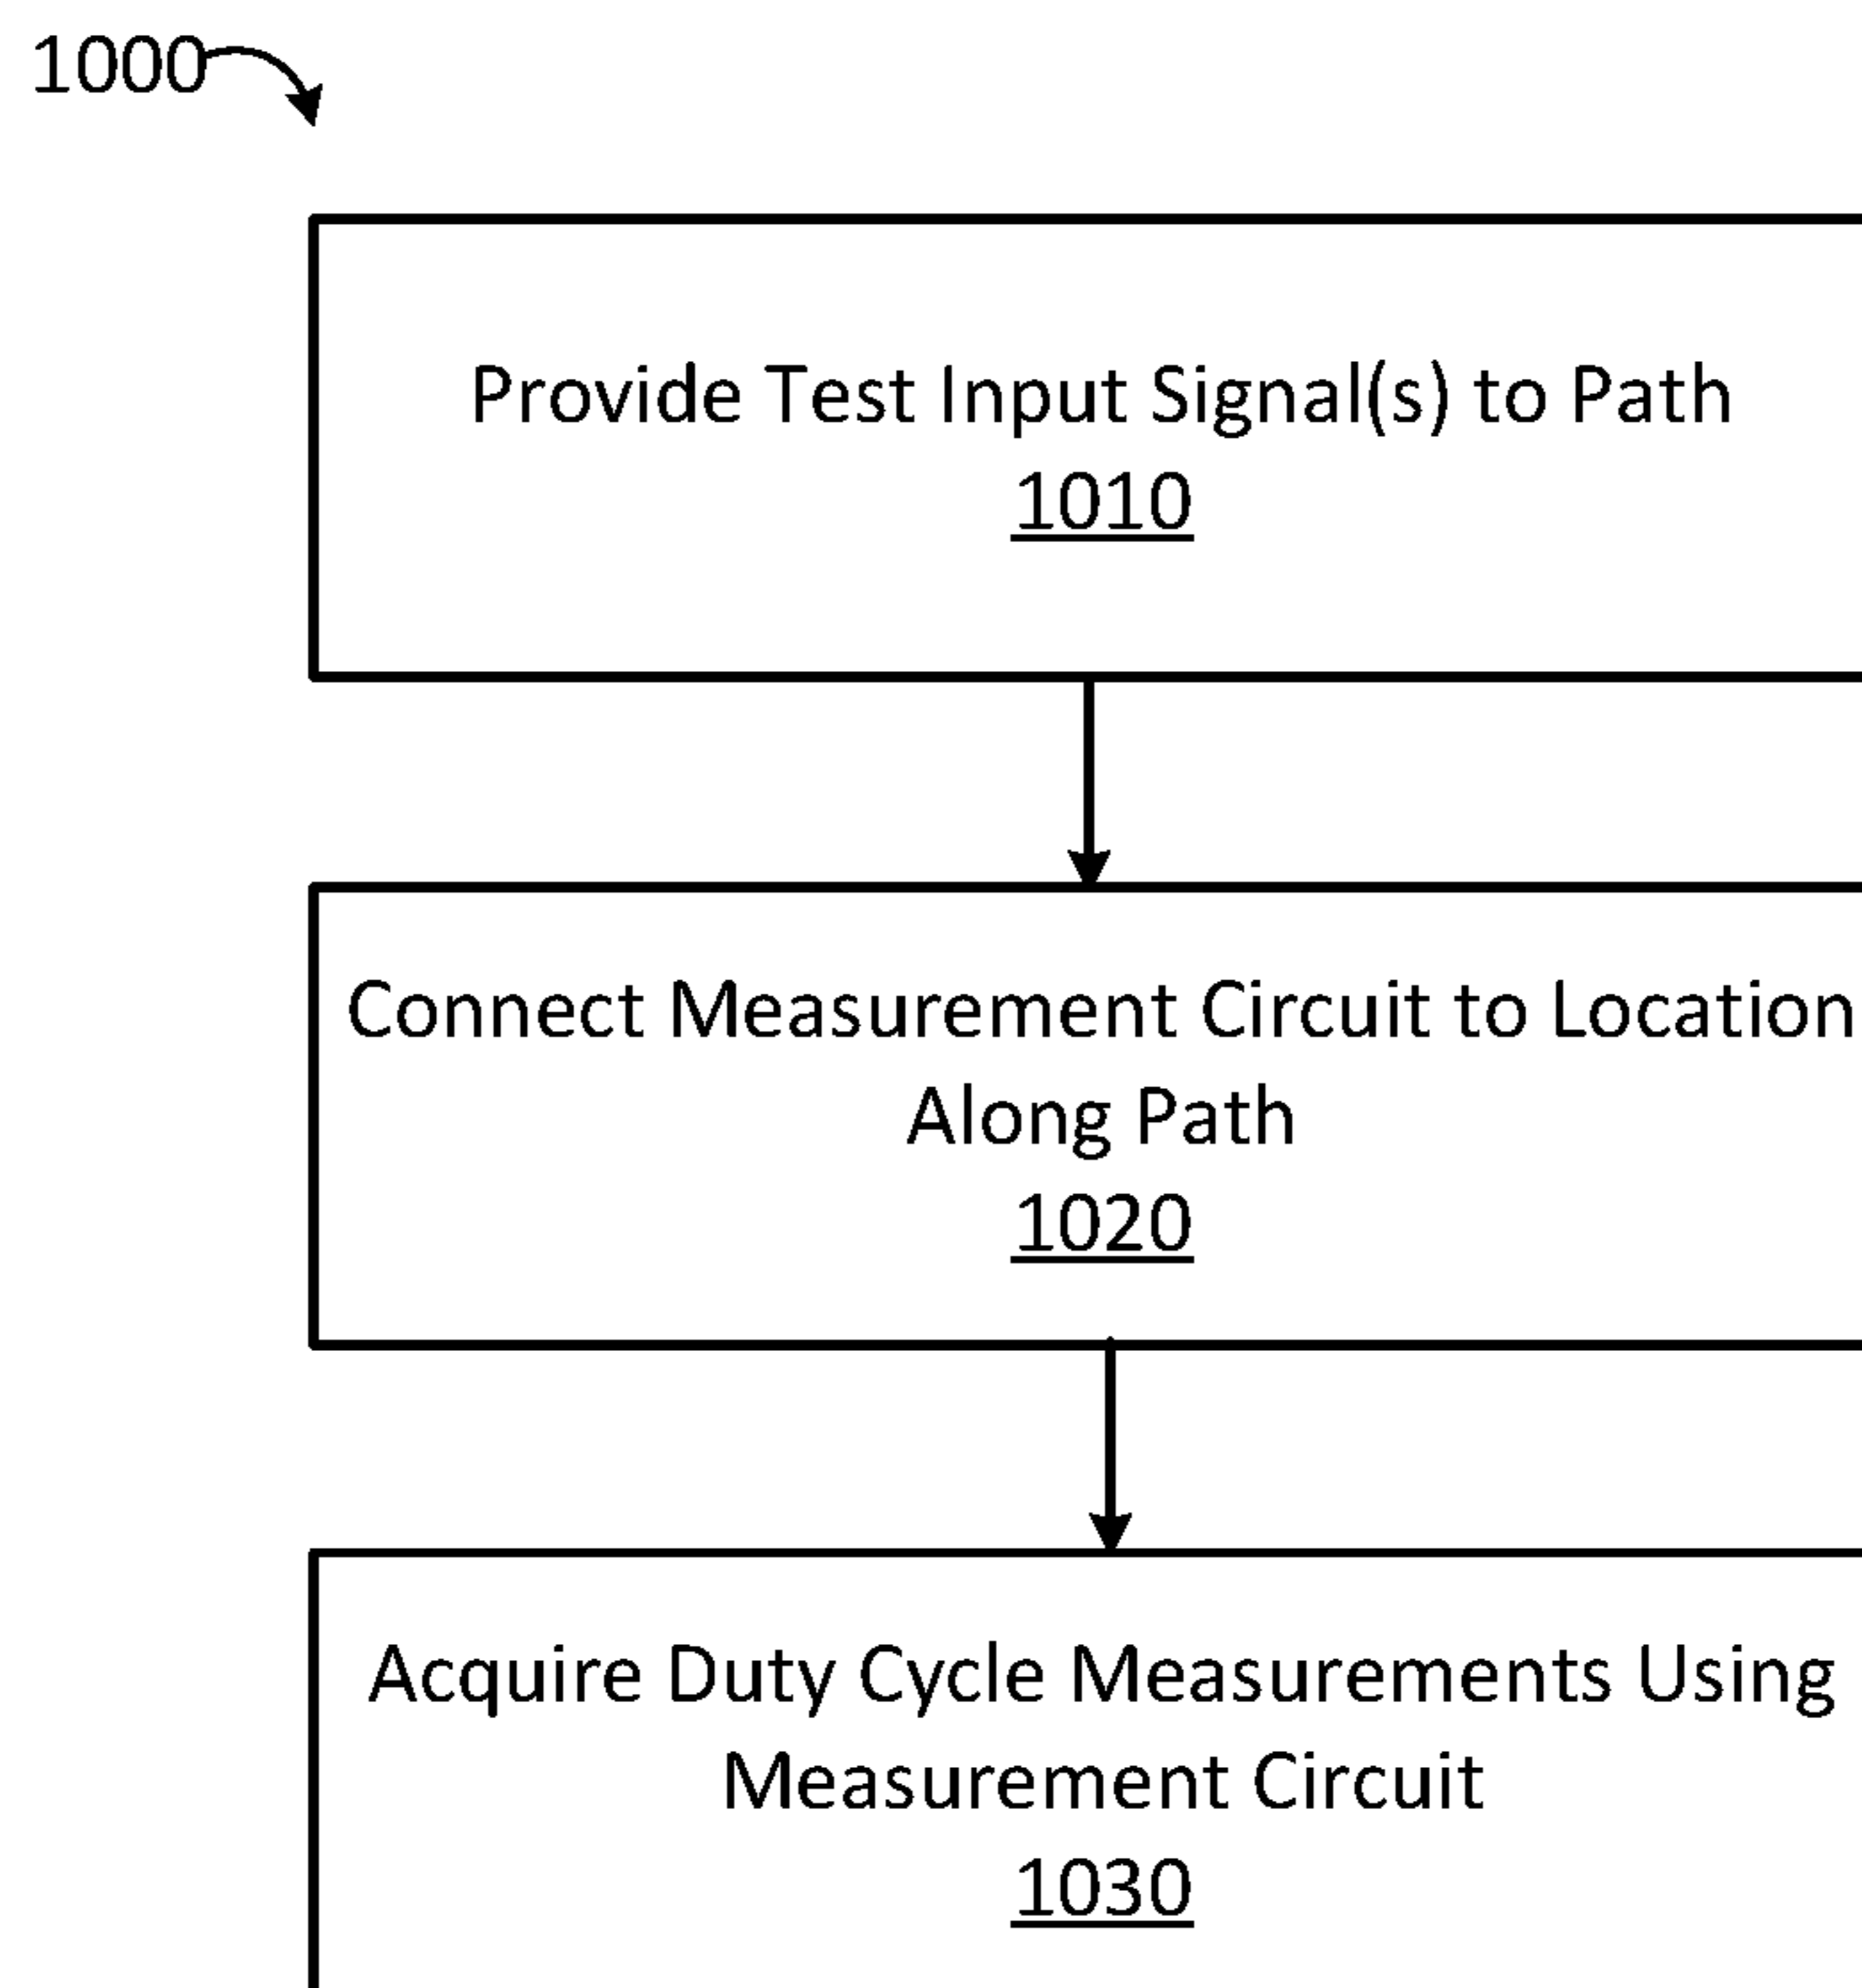 1000
Provide Test Input Signal(s) to Path
1010
Connect Measurement Circuit to Location
Along Path
1020
Acquire Duty Cycle Measurements Using
Measurement Circuit
1030